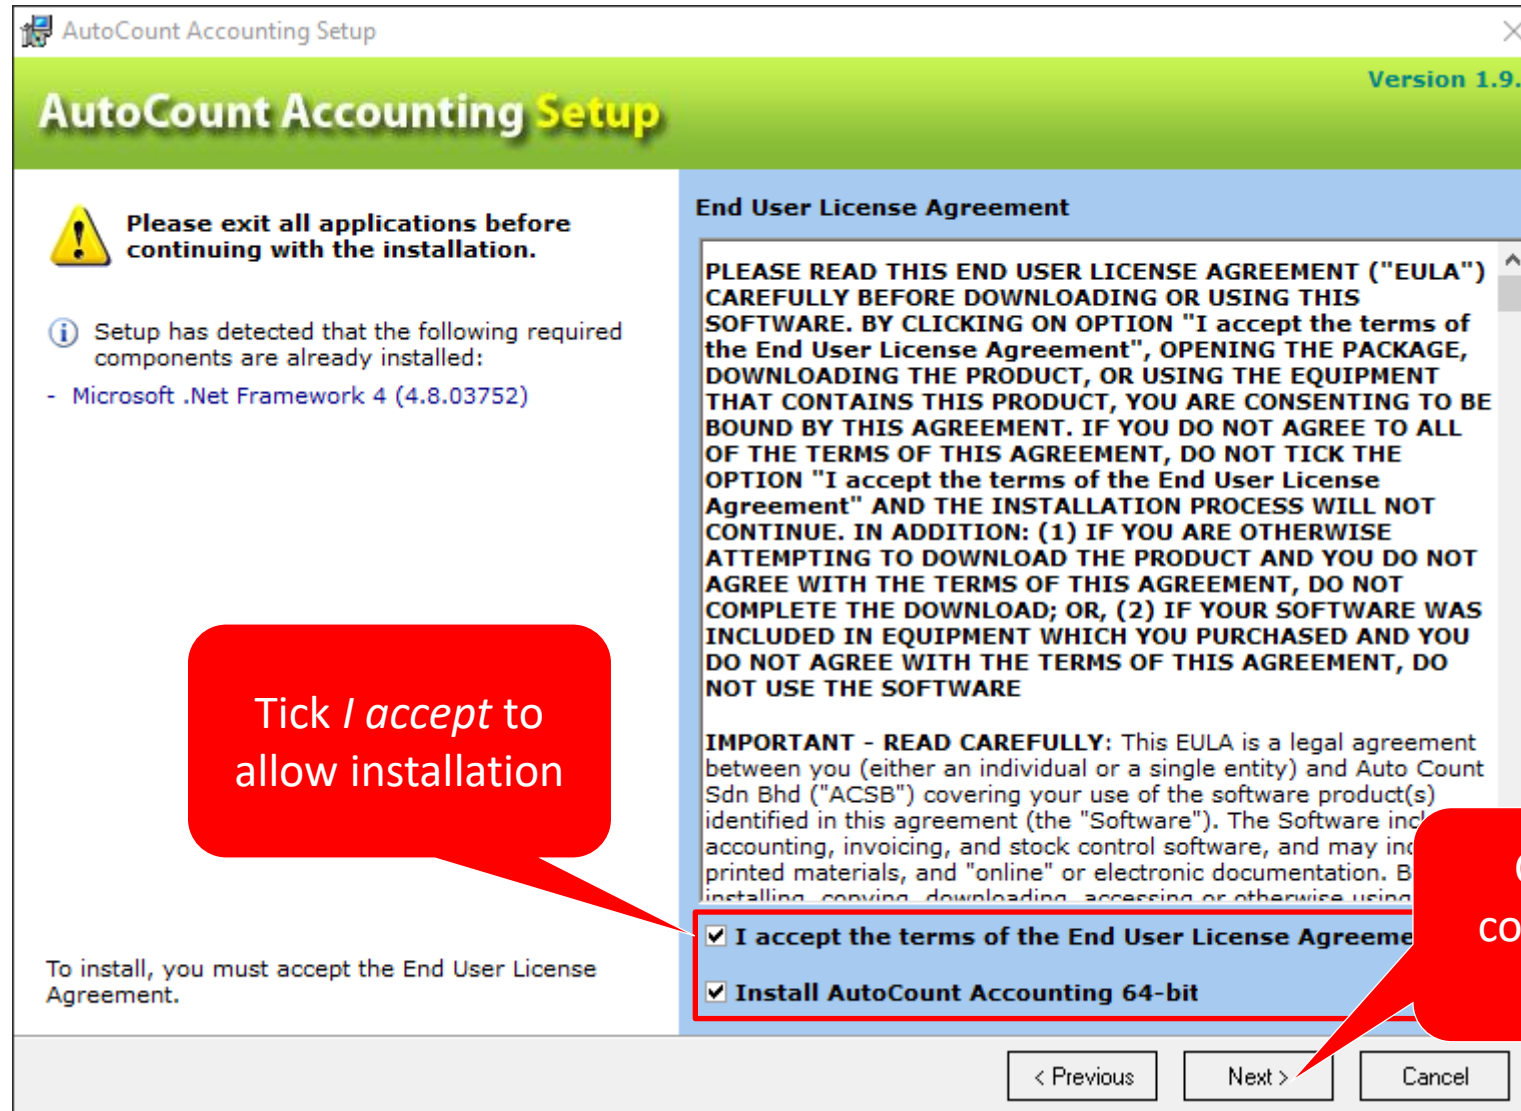 AutoCount Accounting Setup
Version 1.9.
AutoCount Accounting Setup
Please exit all applications before
continuing with the installation.
Setup has detected that the following required
components are already installed:
- Microsoft .Net Framework 4 (4.8.03752)
Tick I accept to
allow installation
To install, you must accept the End User License
Agreement.
End User License Agreement
PLEASE READ THIS END USER LICENSE AGREEMENT ("EULA")
CAREFULLY BEFORE DOWNLOADING OR USING THIS
SOFTWARE. BY CLICKING ON OPTION "I accept the terms of
the End User License Agreement", OPENING THE PACKAGE,
DOWNLOADING THE PRODUCT, OR USING THE EQUIPMENT
THAT CONTAINS THIS PRODUCT, YOU ARE CONSENTING TO BE
BOUND BY THIS AGREEMENT. IF YOU DO NOT AGREE TO ALL
OF THE TERMS OF THIS AGREEMENT, DO NOT TICK THE
OPTION "I accept the terms of the End User License
Agreement" AND THE INSTALLATION PROCESS WILL NOT
CONTINUE. IN ADDITION: (1) IF YOU ARE OTHERWISE
ATTEMPTING TO DOWNLOAD THE PRODUCT AND YOU DO NOT
AGREE WITH THE TERMS OF THIS AGREEMENT, DO NOT
COMPLETE THE DOWNLOAD; OR, (2) IF YOUR SOFTWARE WAS
INCLUDED IN EQUIPMENT WHICH YOU PURCHASED AND YOU
DO NOT AGREE WITH THE TERMS OF THIS AGREEMENT, DO
NOT USE THE SOFTWARE
IMPORTANT - READ CAREFULLY: This EULA is a legal agreement
between you (either an individual or a single entity) and Auto Count
Sdn Bhd ("ACSB") covering your use of the software product(s)
identified in this agreement (the "Software"). The Software
accounting, invoicing, and stock control software, and may
printed materials, and "online" or electronic documentation.
installing, copying, downloading, accessing or otherwise using
I accept the terms of the End User License Agreeme
Install AutoCount Accounting 64-bit
co
< Previous
Next >
Cancel